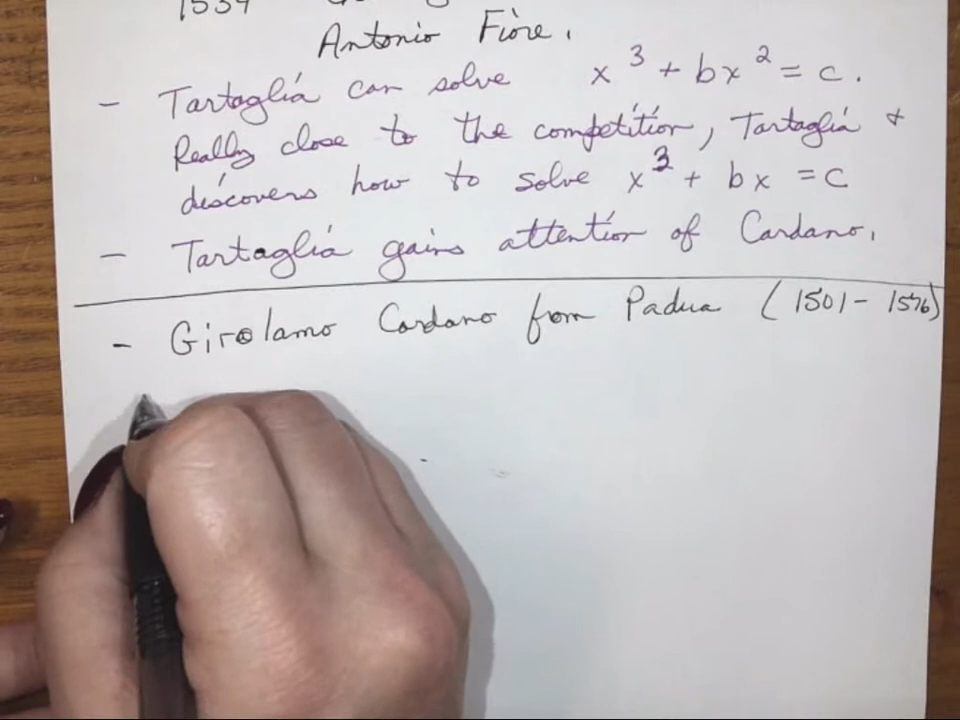 Antonio Fiore.
- Tartaglia can solve x³ + bx² = c.
Really close to the competition, Tartaglia +
discovers how to solve x³ + bx = c
- Tartaglia gains attention of Cardano.
- Girolamo Cardano from Padua (1501 - 1576)